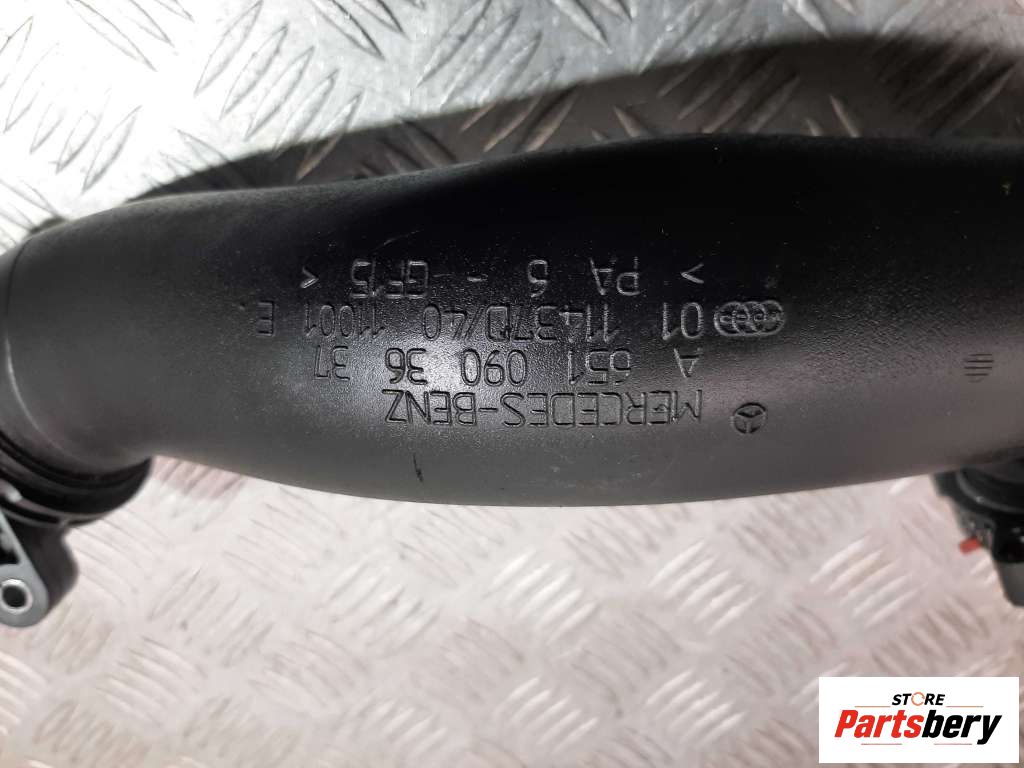 MERCEDES-BENZ
A 651 090 36 37
01 11437D/40 11001 E.
> PA 6 - GF15 <
STORE
Partsbery